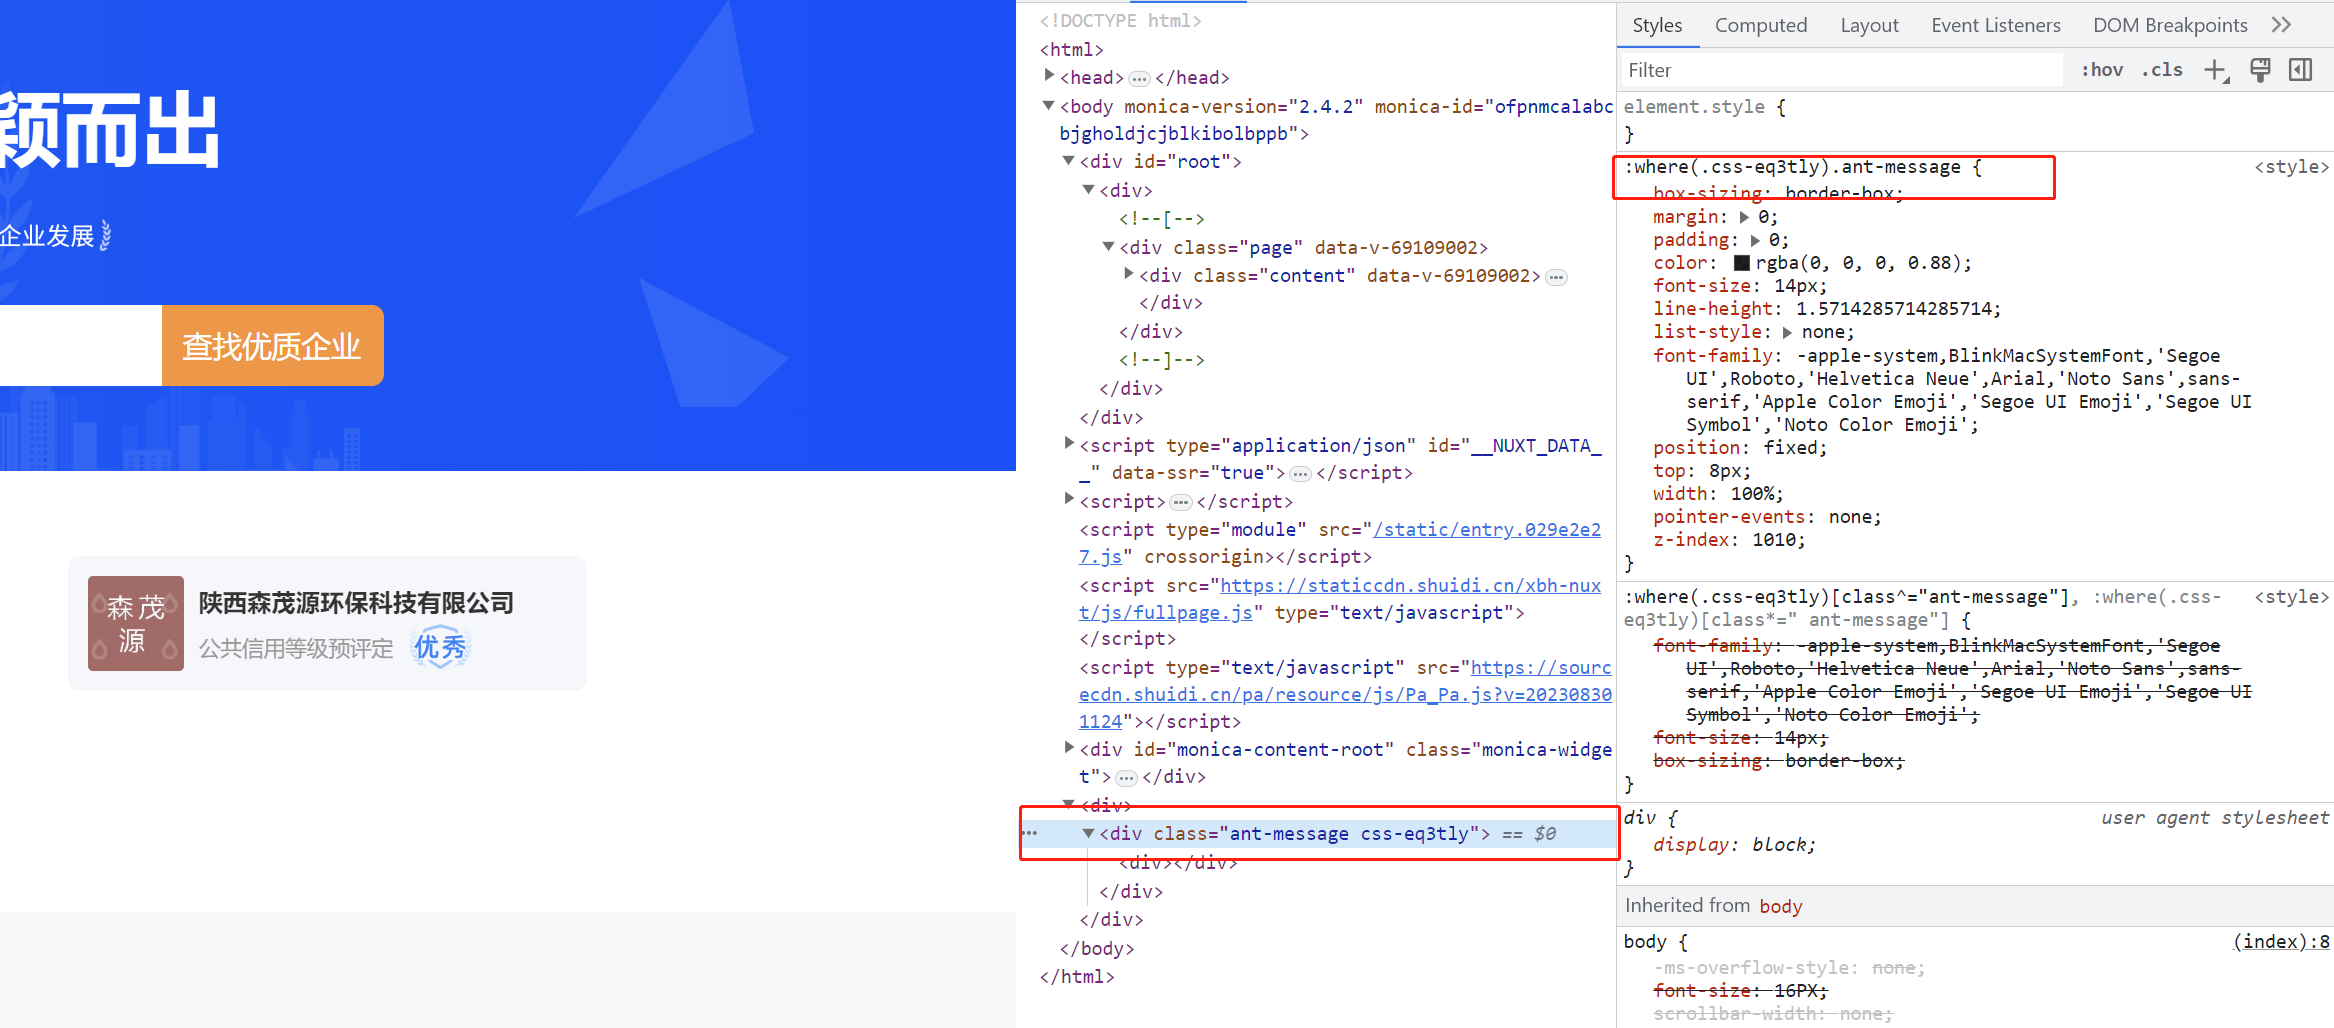 颖而出
企业发展
查找优质企业
森茂
源
陕西森茂源环保科技有限公司
公共信用等级预评定
优秀
<!DOCTYPE html>
<html>
<head>…</head>
<body monica-version="2.4.2" monica-id="ofpnmcalabc
bjgholdjcjblkibolbppb">
<div id="root">
<div>
<!--[-->
<div class="page" data-v-69109002>
<div class="content" data-v-69109002>…
</div>
</div>
<!--]-->
</div>
</div>
<script type="application/json" id="__NUXT_DATA_
_" data-ssr="true">…</script>
<script>…</script>
<script type="module" src="/static/entry.029e2e2
7.js" crossorigin></script>
<script src="https://staticcdn.shuidi.cn/xbh-nux
t/js/fullpage.js" type="text/javascript">
</script>
<script type="text/javascript" src="https://sourc
ecdn.shuidi.cn/pa/resource/js/Pa_Pa.js?v=20230830
1124"></script>
<div id="monica-content-root" class="monica-widge
t">…</div>
<div>
<div class="ant-message css-eq3tly"> == $0
<div></div>
</div>
</div>
</body>
</html>
Styles Computed Layout Event Listeners DOM Breakpoints
Filter :hov .cls
element.style {
}
:where(.css-eq3tly).ant-message { <style>
box-sizing: border-box;
margin: 0;
padding: 0;
color: rgba(0, 0, 0, 0.88);
font-size: 14px;
line-height: 1.5714285714285714;
list-style: none;
font-family: -apple-system,BlinkMacSystemFont,'Segoe
UI',Roboto,'Helvetica Neue',Arial,'Noto Sans',sans-
serif,'Apple Color Emoji','Segoe UI Emoji','Segoe UI
Symbol','Noto Color Emoji';
position: fixed;
top: 8px;
width: 100%;
pointer-events: none;
z-index: 1010;
}
:where(.css-eq3tly)[class^="ant-message"], :where(.css- <style>
eq3tly)[class*=" ant-message"] {
font-family: -apple-system,BlinkMacSystemFont,'Segoe
UI',Roboto,'Helvetica Neue',Arial,'Noto Sans',sans-
serif,'Apple Color Emoji','Segoe UI Emoji','Segoe UI
Symbol','Noto Color Emoji';
font-size: 14px;
box-sizing: border-box;
}
div { user agent stylesheet
display: block;
}
Inherited from body
body { (index):8
-ms-overflow-style: none;
font-size: 16PX;
scrollbar-width: none;